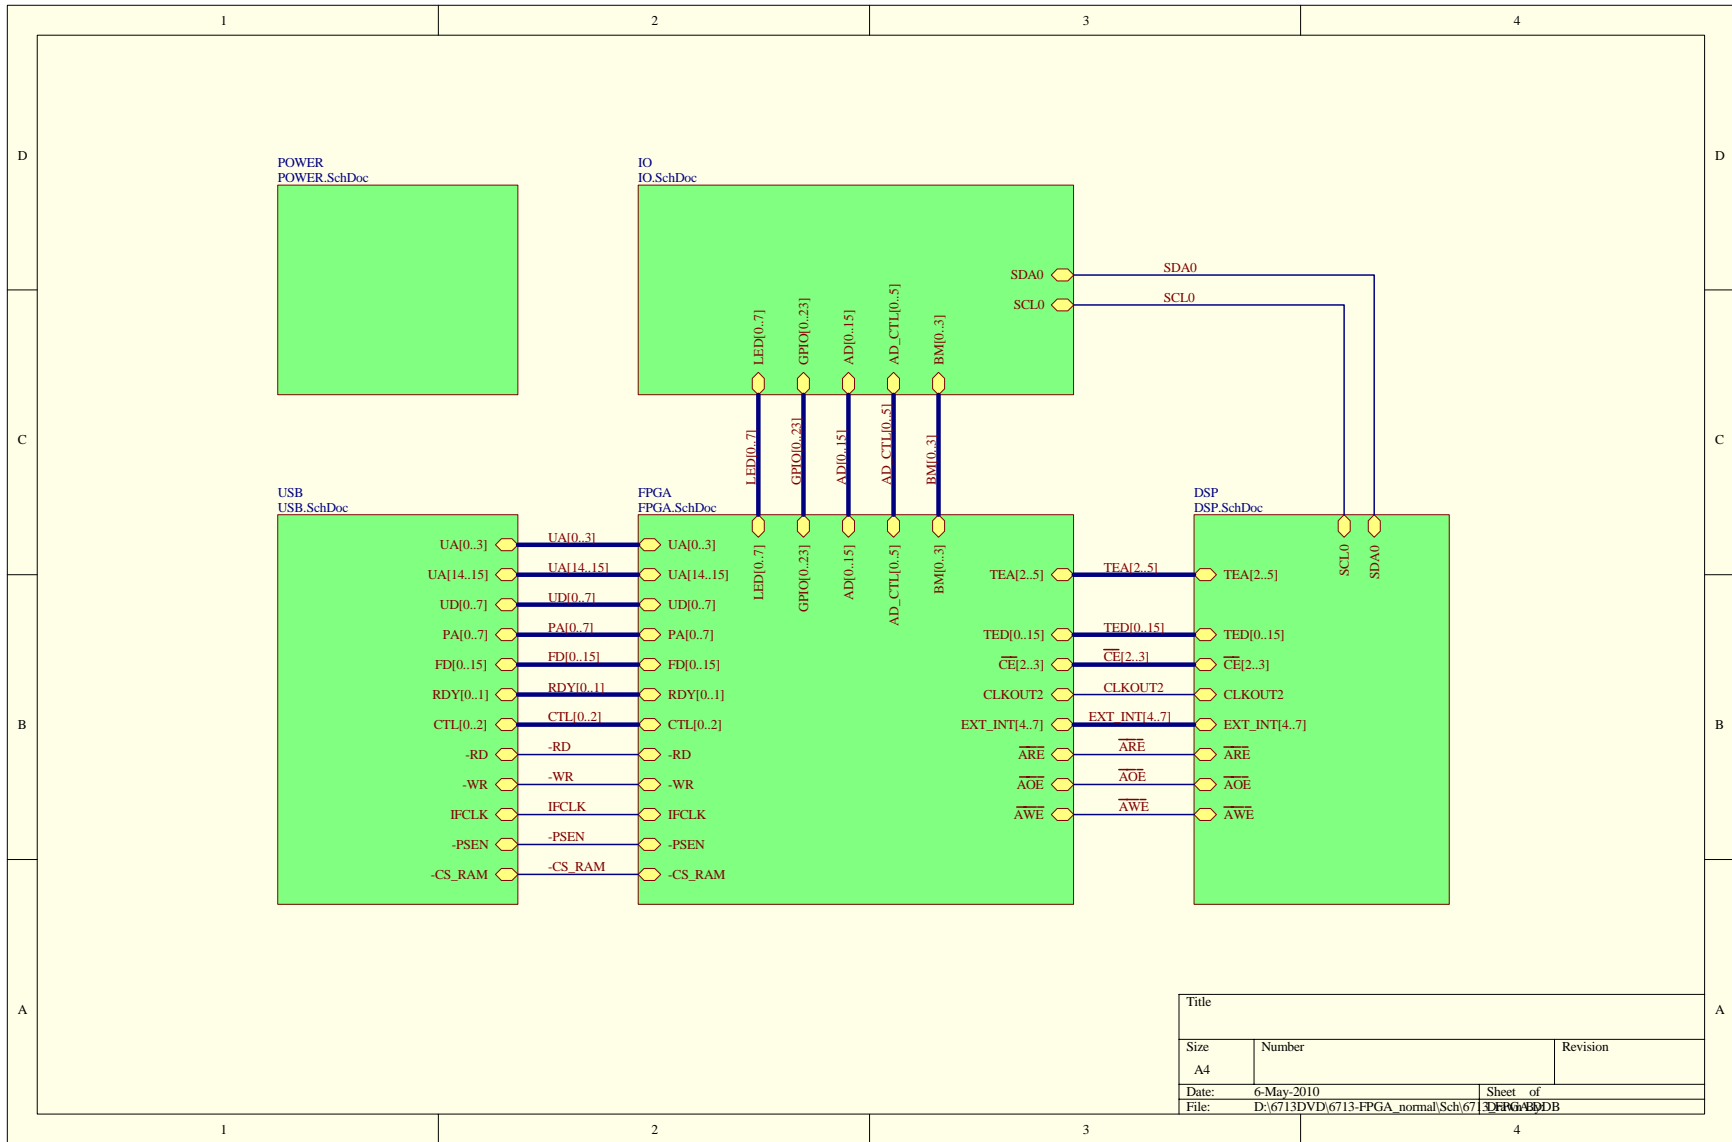 1 2 3 4
D D
POWER
POWER.SchDoc
IO
IO.SchDoc
SDA0 SDA0
SCL0 SCL0
LED[0..7] GPIO[0..23] AD[0..15] AD_CTL[0..5] BM[0..3]
C C
LED[0..7] GPIO[0..23] AD[0..15] AD_CTL[0..5] BM[0..3]
USB
USB.SchDoc
FPGA
FPGA.SchDoc
DSP
DSP.SchDoc
LED[0..7] GPIO[0..23] AD[0..15] AD_CTL[0..5] BM[0..3]
SCL0 SDA0
UA[0..3] UA[0..3] UA[0..3]
UA[14..15] UA[14..15] UA[14..15]
TEA[2..5] TEA[2..5] TEA[2..5]
UD[0..7] UD[0..7] UD[0..7]
PA[0..7] PA[0..7] PA[0..7]
TED[0..15] TED[0..15] TED[0..15]
FD[0..15] FD[0..15] FD[0..15]
CE[2..3] CE[2..3] CE[2..3]
RDY[0..1] RDY[0..1] RDY[0..1]
CLKOUT2 CLKOUT2 CLKOUT2
B B
CTL[0..2] CTL[0..2] CTL[0..2]
EXT_INT[4..7] EXT_INT[4..7] EXT_INT[4..7]
-RD -RD -RD
ARE ARE ARE
-WR -WR -WR
AOE AOE AOE
IFCLK IFCLK IFCLK
AWE AWE AWE
-PSEN -PSEN -PSEN
-CS_RAM -CS_RAM -CS_RAM
A A
Title
Size Number Revision
A4
Date: 6-May-2010 Sheet of
File: D:\6713DVD\6713-FPGA_normal\Sch\6713_FPGA.DDB
1 2 3 4